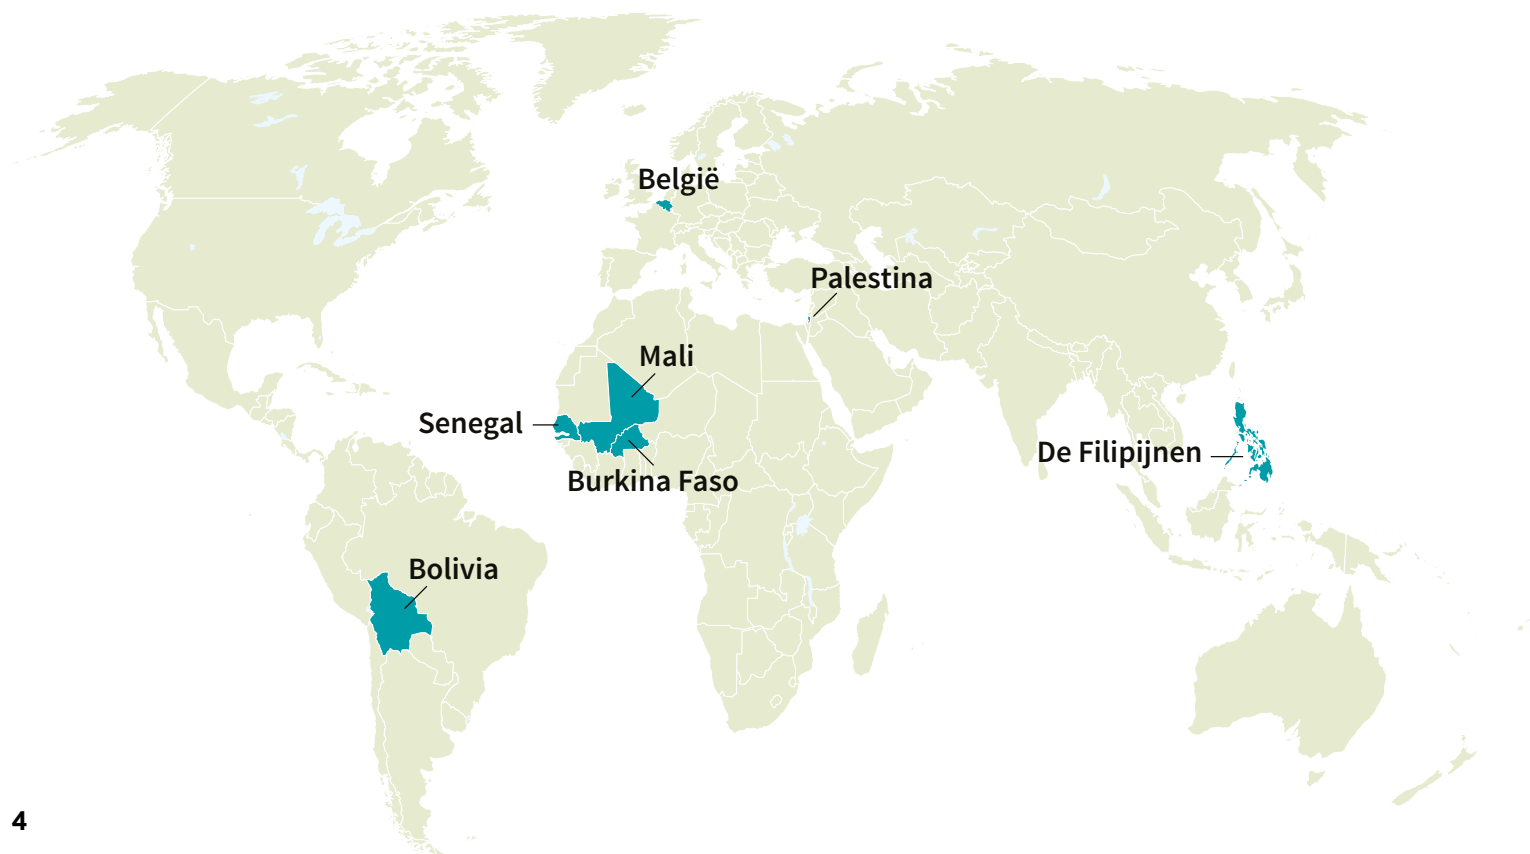 België
Palestina
Mali
Senegal
De Filipijnen
Burkina Faso
Bolivia
4